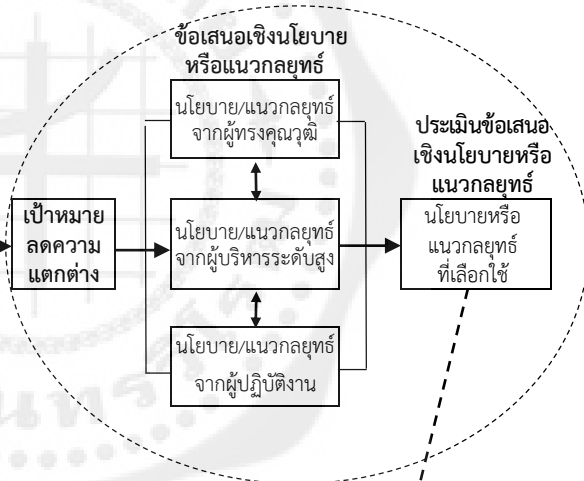 ข้อเสนอเชิงนโยบาย
หรือแนวกลยุทธ์
นโยบาย/แนวกลยุทธ์
จากผู้ทรงคุณวุฒิ
ประเมินข้อเสนอ
เชิงนโยบายหรือ
แนวกลยุทธ์
เป้าหมาย
ลดความ
แตกต่าง
นโยบาย/แนวกลยุทธ์
จากผู้บริหารระดับสูง
นโยบายหรือ
แนวกลยุทธ์
ที่เลือกใช้
นโยบาย/แนวกลยุทธ์
จากผู้ปฏิบัติงาน